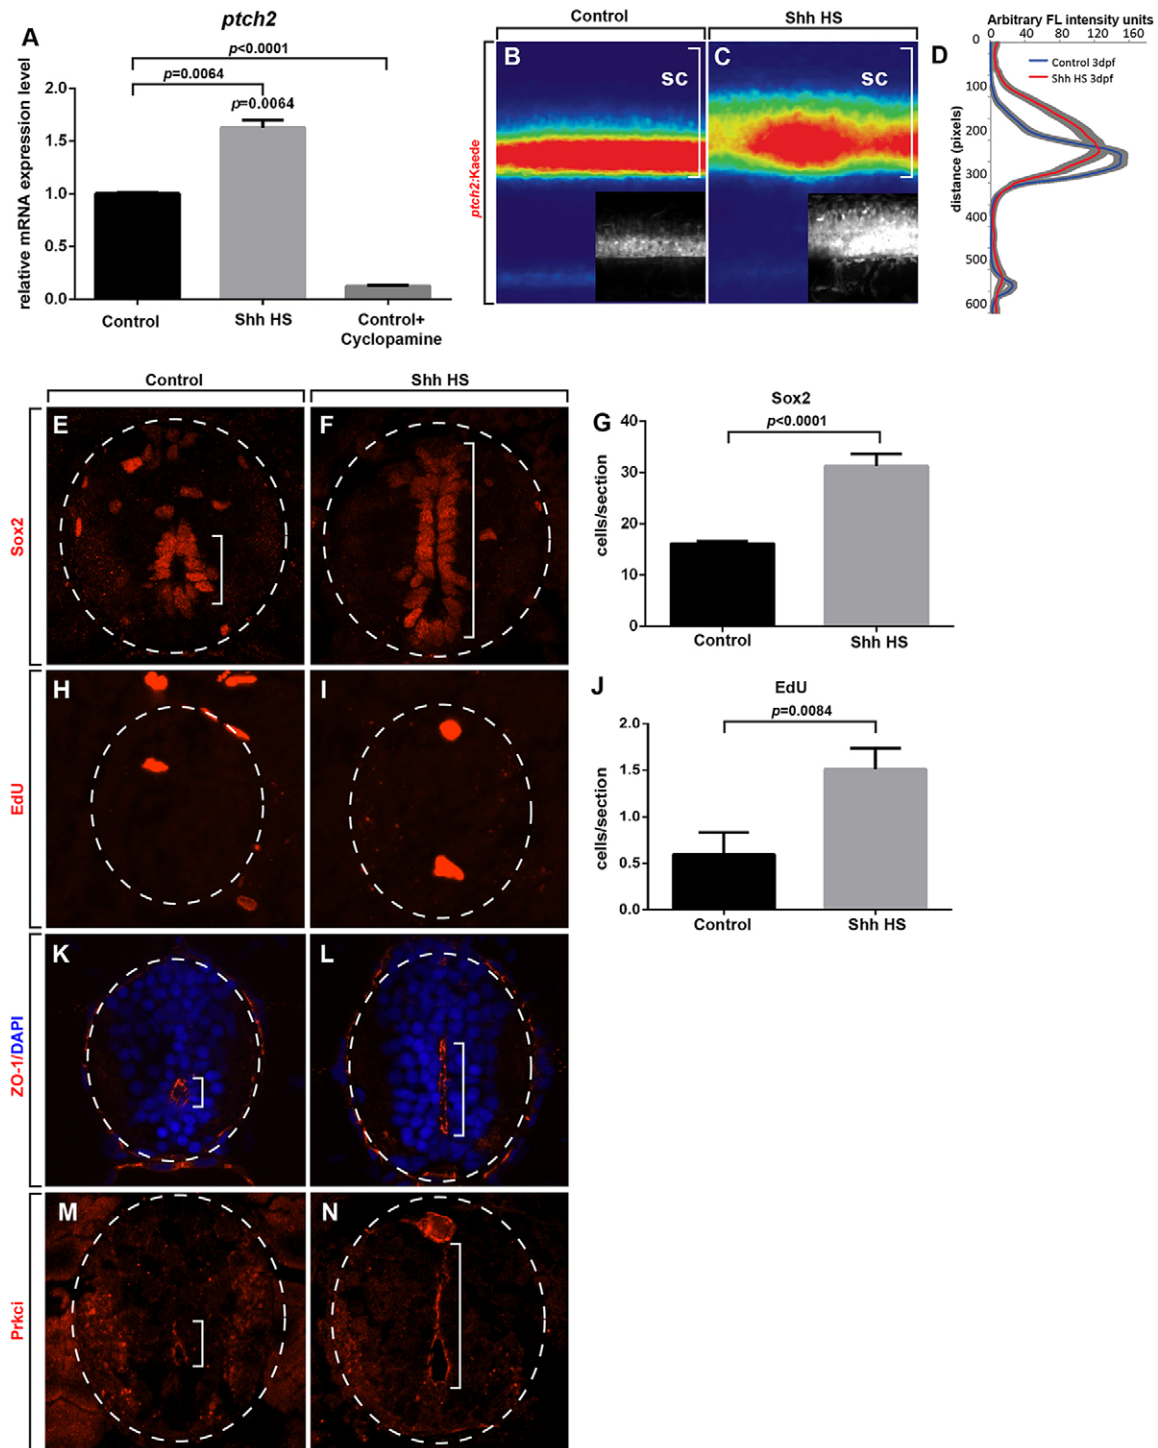 A
ptch2
p<0.0001
p=0.0064
p=0.0064
relative mRNA expression level
2.0
1.5
1.0
0.5
0.0
Control
Shh HS
Control+
Cyclopamine
Control
Shh HS
ptch2:Kaede
B
sc
C
sc
D
Arbitrary FL intensity units
0 40 80 120 160
distance (pixels)
0
100
200
300
400
500
600
Control 3dpf
Shh HS 3dpf
Control
Shh HS
Sox2
E
F
G
Sox2
p<0.0001
cells/section
40
30
20
10
0
Control
Shh HS
EdU
H
I
J
EdU
p=0.0084
cells/section
2.0
1.5
1.0
0.5
0.0
Control
Shh HS
ZO-1/DAPI
K
L
Prkci
M
N